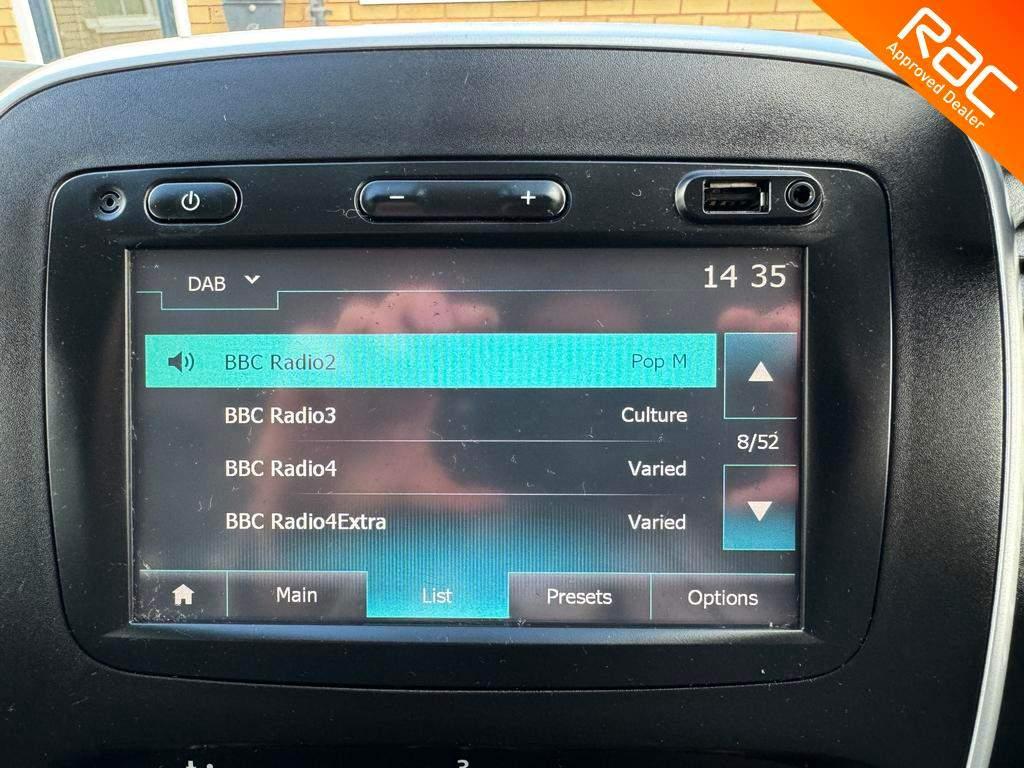 rac
Approved Dealer
− +
DAB
14 35
BBC Radio2 Pop M
BBC Radio3 Culture
8/52
BBC Radio4 Varied
BBC Radio4Extra Varied
Main List Presets Options